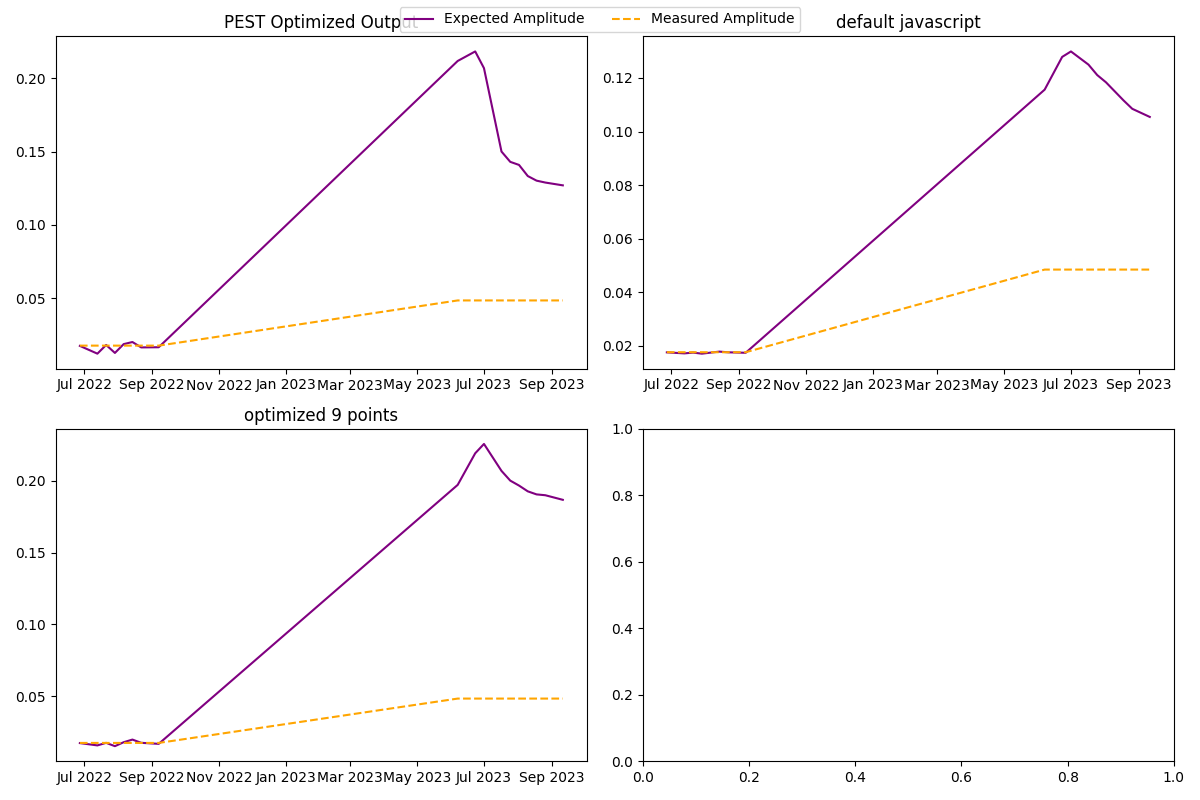 Expected Amplitude Measured Amplitude
PEST Optimized Output
0.20
0.15
0.10
0.05
Jul 2022 Sep 2022 Nov 2022 Jan 2023 Mar 2023 May 2023 Jul 2023 Sep 2023
default javascript
0.12
0.10
0.08
0.06
0.04
0.02
Jul 2022 Sep 2022 Nov 2022 Jan 2023 Mar 2023 May 2023 Jul 2023 Sep 2023
optimized 9 points
0.20
0.15
0.10
0.05
Jul 2022 Sep 2022 Nov 2022 Jan 2023 Mar 2023 May 2023 Jul 2023 Sep 2023
1.0
0.8
0.6
0.4
0.2
0.0
0.0 0.2 0.4 0.6 0.8 1.0